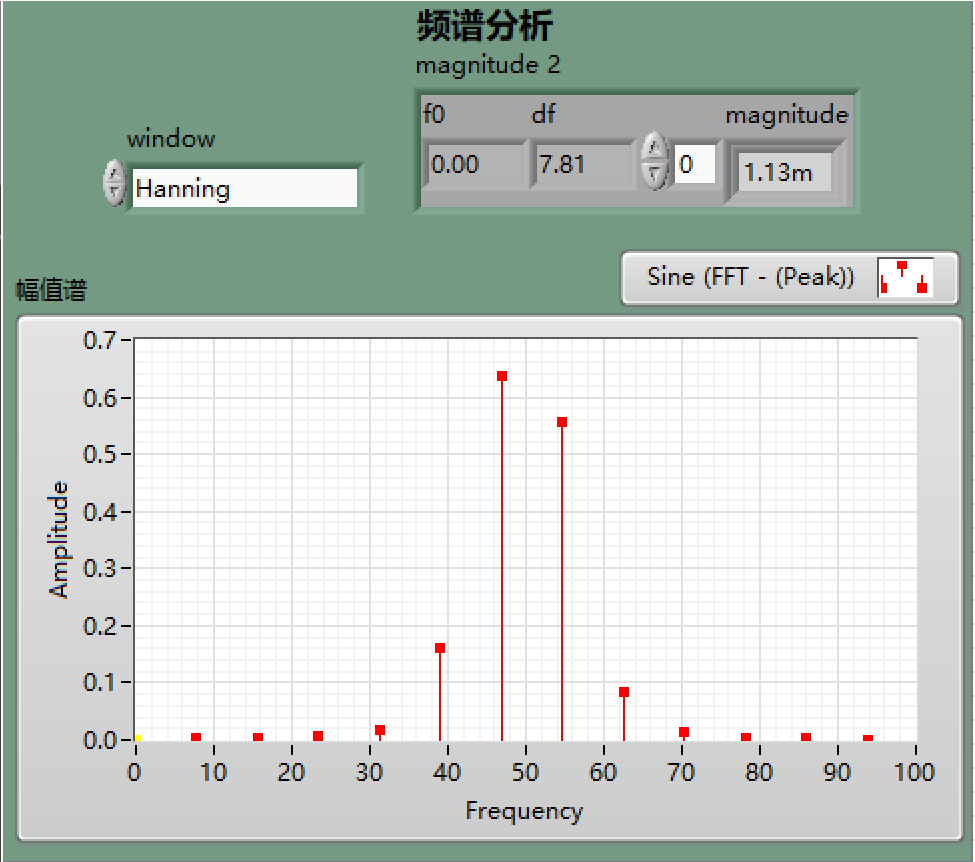 频谱分析
magnitude 2
f0 df magnitude
0.00 7.81 0 1.13m
window
Hanning
Sine (FFT - (Peak))
幅值谱
0.7
0.6
0.5
0.4
0.3
0.2
0.1
0.0
Amplitude
0 10 20 30 40 50 60 70 80 90 100
Frequency